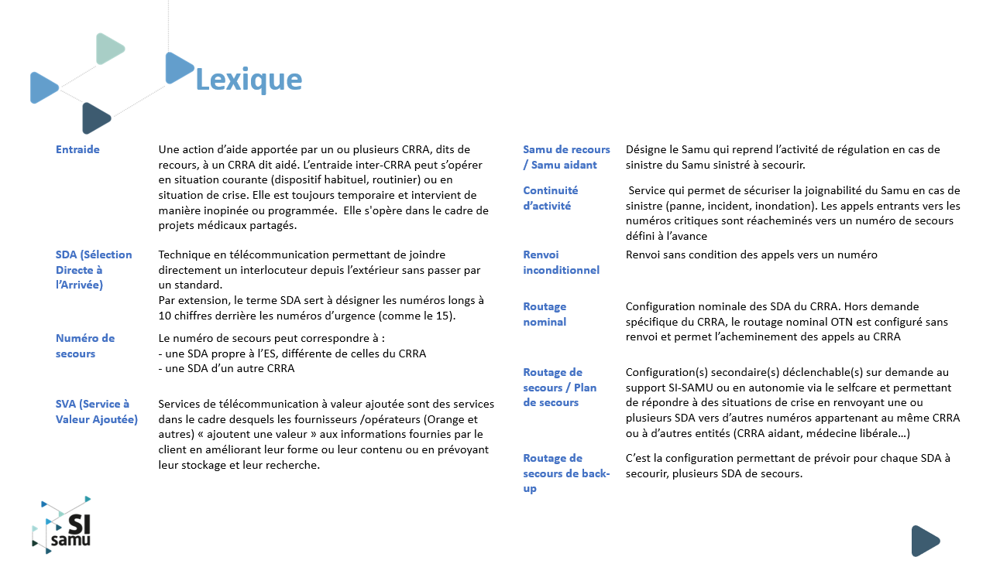 Lexique
Entraide
Une action d’aide apportée par un ou plusieurs CRRA, dits de
recours, à un CRRA dit aidé. L’entraide inter-CRRA peut s’opérer
en situation courante (dispositif habituel, routinier) ou en
situation de crise. Elle est toujours temporaire et intervient de
manière inopinée ou programmée.  Elle s'opère dans le cadre de
projets médicaux partagés.
SDA (Sélection
Directe à
l’Arrivée)
Technique en télécommunication permettant de joindre
directement un interlocuteur depuis l’extérieur sans passer par
un standard.
Par extension, le terme SDA sert à désigner les numéros longs à
10 chiffres derrière les numéros d’urgence (comme le 15).
Numéro de
secours
Le numéro de secours peut correspondre à :
- une SDA propre à l’ES, différente de celles du CRRA
- une SDA d’un autre CRRA
SVA (Service à
Valeur Ajoutée)
Services de télécommunication à valeur ajoutée sont des services
dans le cadre desquels les fournisseurs /opérateurs (Orange et
autres) « ajoutent une valeur » aux informations fournies par le
client en améliorant leur forme ou leur contenu ou en prévoyant
leur stockage et leur recherche.
Samu de recours
/ Samu aidant
Désigne le Samu qui reprend l’activité de régulation en cas de
sinistre du Samu sinistré à secourir.
Continuité
d’activité
Service qui permet de sécuriser la joignabilité du Samu en cas de
sinistre (panne, incident, inondation). Les appels entrants vers les
numéros critiques sont réacheminés vers un numéro de secours
défini à l’avance
Renvoi
inconditionnel
Renvoi sans condition des appels vers un numéro
Routage
nominal
Configuration nominale des SDA du CRRA. Hors demande
spécifique du CRRA, le routage nominal OTN est configuré sans
renvoi et permet l’acheminement des appels au CRRA
Routage de
secours / Plan
de secours
Configuration(s) secondaire(s) déclenchable(s) sur demande au
support SI-SAMU ou en autonomie via le selfcare et permettant
de répondre à des situations de crise en renvoyant une ou
plusieurs SDA vers d’autres numéros appartenant au même CRRA
ou à d’autres entités (CRRA aidant, médecine libérale…)
Routage de
secours de back-
up
C’est la configuration permettant de prévoir pour chaque SDA à
secourir, plusieurs SDA de secours.
SI
samu